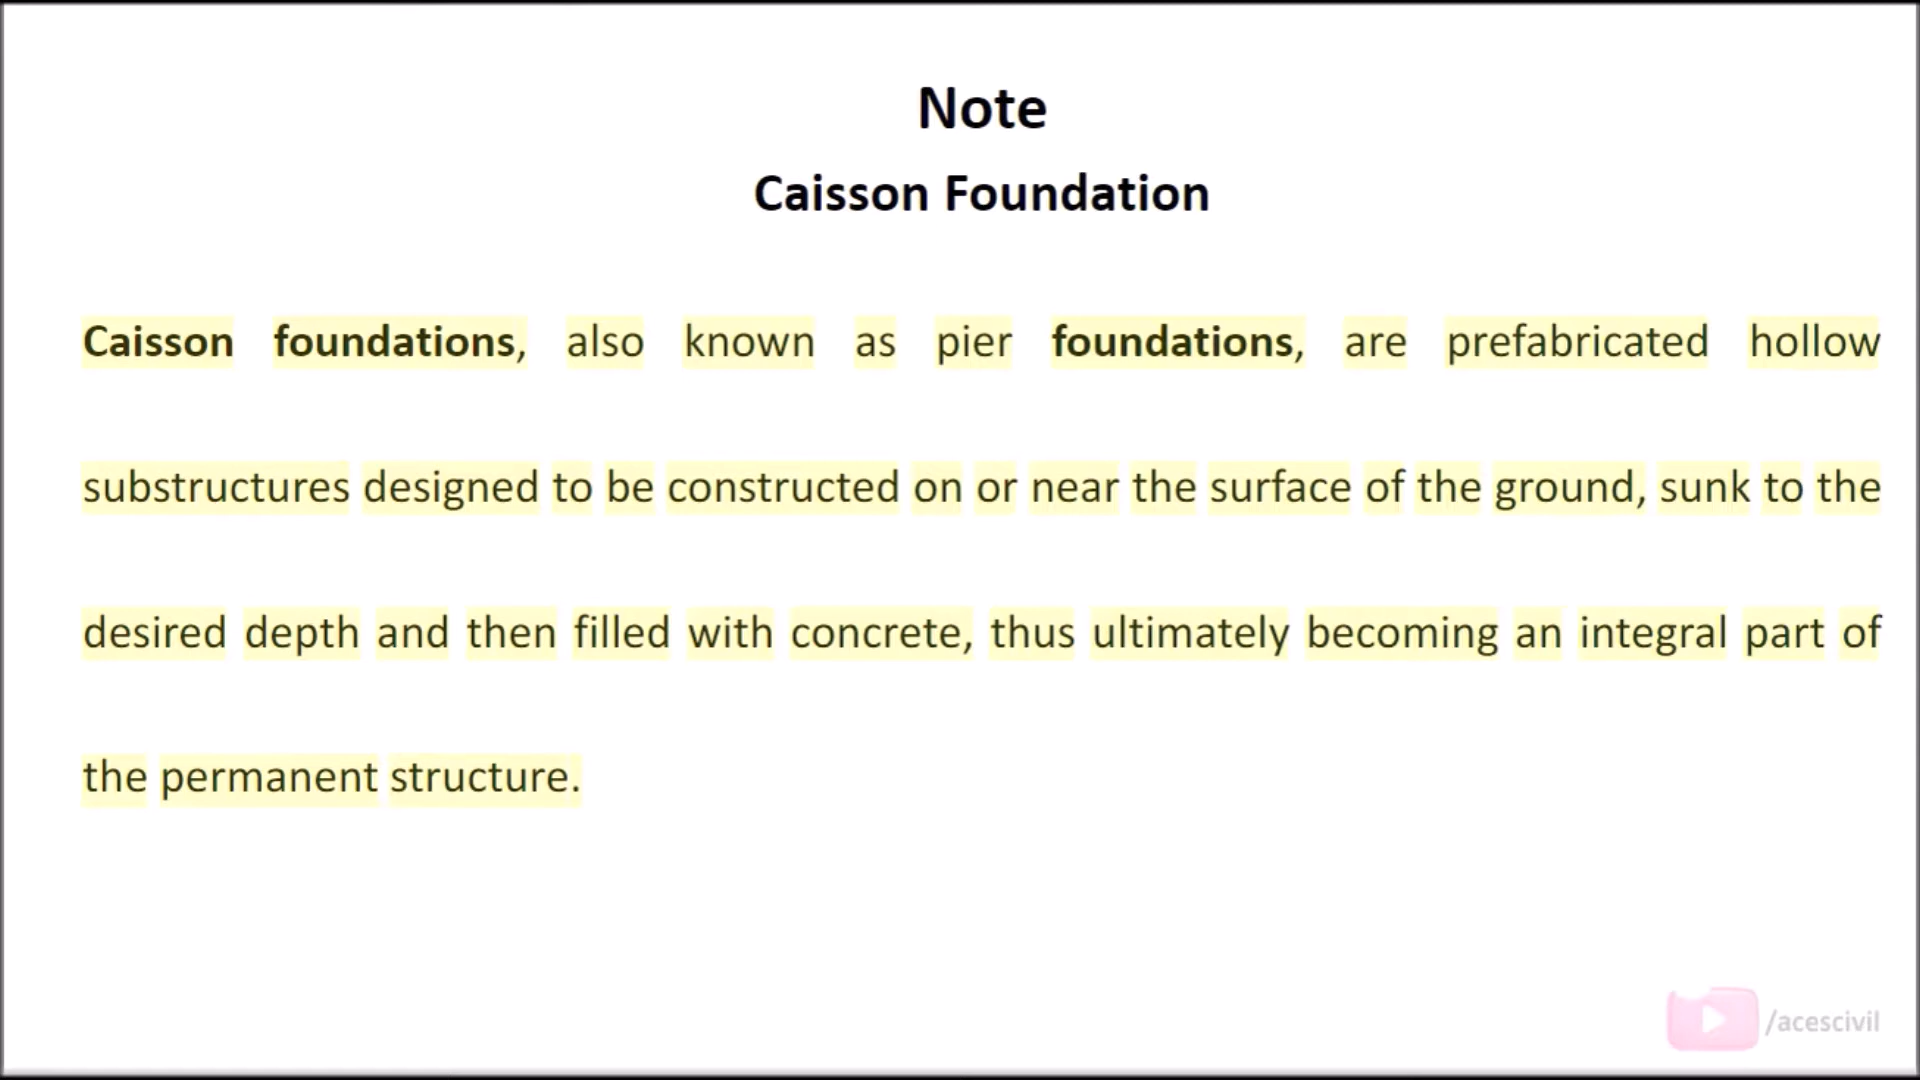 Note
Caisson Foundation
Caisson foundations, also known as pier foundations, are prefabricated hollow
substructures designed to be constructed on or near the surface of the ground, sunk to the
desired depth and then filled with concrete, thus ultimately becoming an integral part of
the permanent structure.
/acescivil